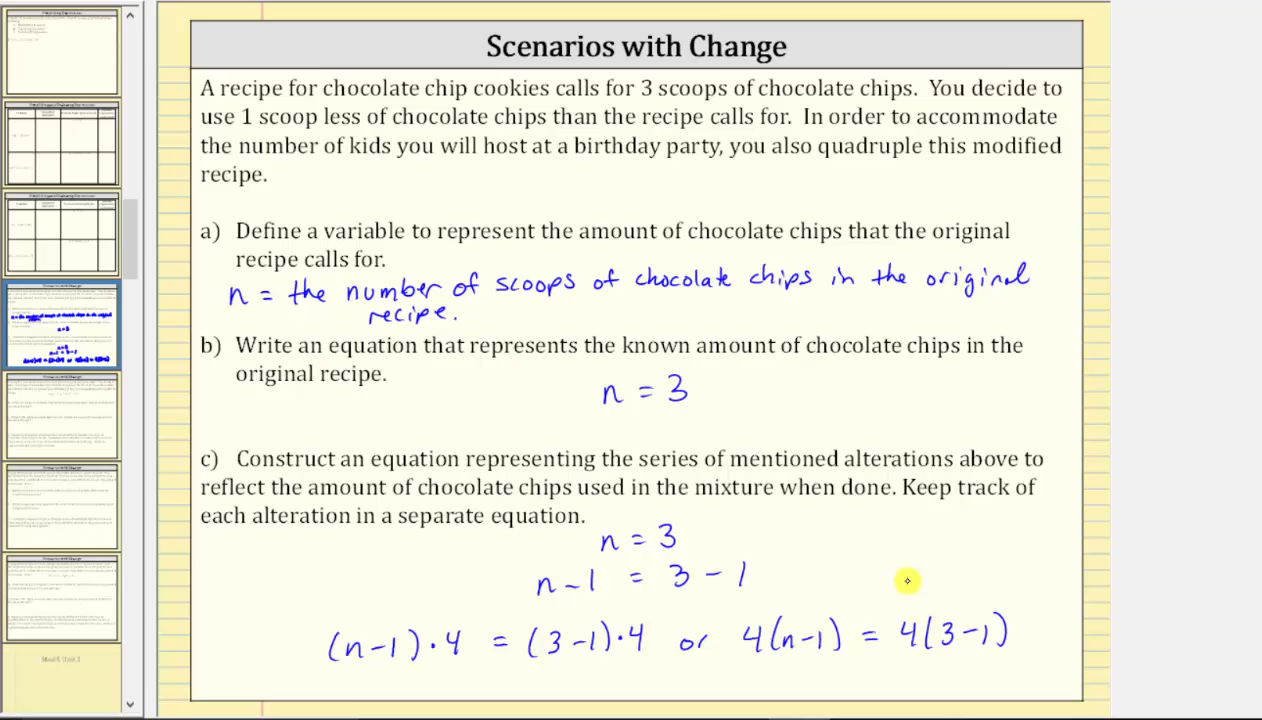 Scenarios with Change
A recipe for chocolate chip cookies calls for 3 scoops of chocolate chips. You decide to
use 1 scoop less of chocolate chips than the recipe calls for. In order to accommodate
the number of kids you will host at a birthday party, you also quadruple this modified
recipe.
a) Define a variable to represent the amount of chocolate chips that the original
recipe calls for.
n = the number of scoops of chocolate chips in the original
recipe.
b) Write an equation that represents the known amount of chocolate chips in the
original recipe.
n = 3
c) Construct an equation representing the series of mentioned alterations above to
reflect the amount of chocolate chips used in the mixture when done. Keep track of
each alteration in a separate equation.
n = 3
n - 1 = 3 - 1
(n - 1) · 4 = (3 - 1) · 4 or 4(n - 1) = 4(3 - 1)